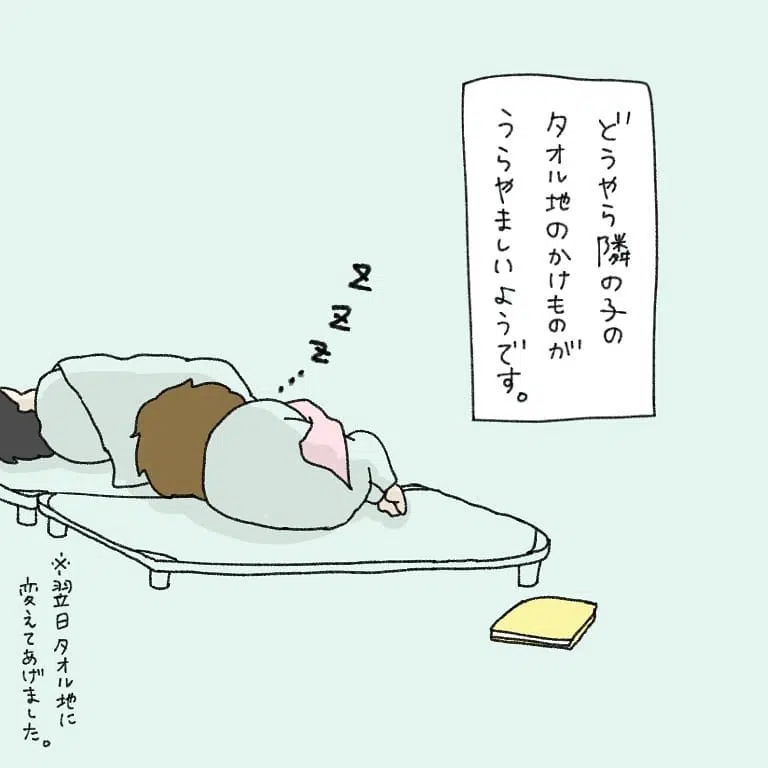 どうやら隣の子の
タオル地のかけものが
うらやましいようです。
z
z
z
※翌日タオル地に
変えてあげました。